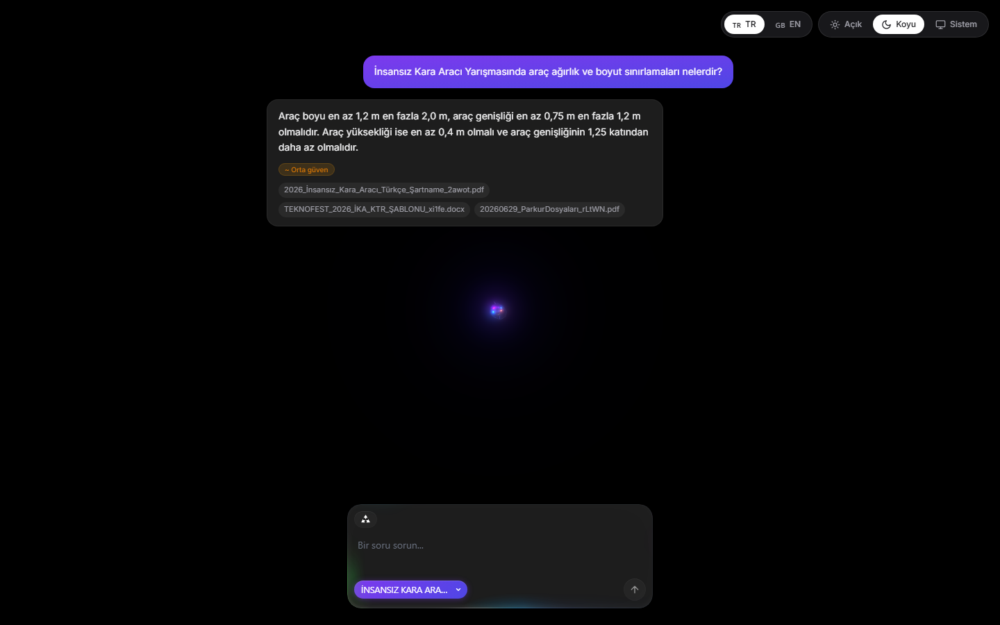 TR TR GB EN Açık Koyu Sistem
İnsansız Kara Aracı Yarışmasında araç ağırlık ve boyut sınırlamaları nelerdir?
Araç boyu en az 1,2 m en fazla 2,0 m, araç genişliği en az 0,75 m en fazla 1,2 m
olmalıdır. Araç yüksekliği ise en az 0,4 m olmalı ve araç genişliğinin 1,25 katından
daha az olmalıdır.
~ Orta güven
2026_İnsansız_Kara_Aracı_Türkçe_Şartname_2awot.pdf
TEKNOFEST_2026_İKA_KTR_ŞABLONU_xi1fe.docx 20260629_ParkurDosyaları_rLtWN.pdf
Bir soru sorun...
İNSANSIZ KARA ARA...